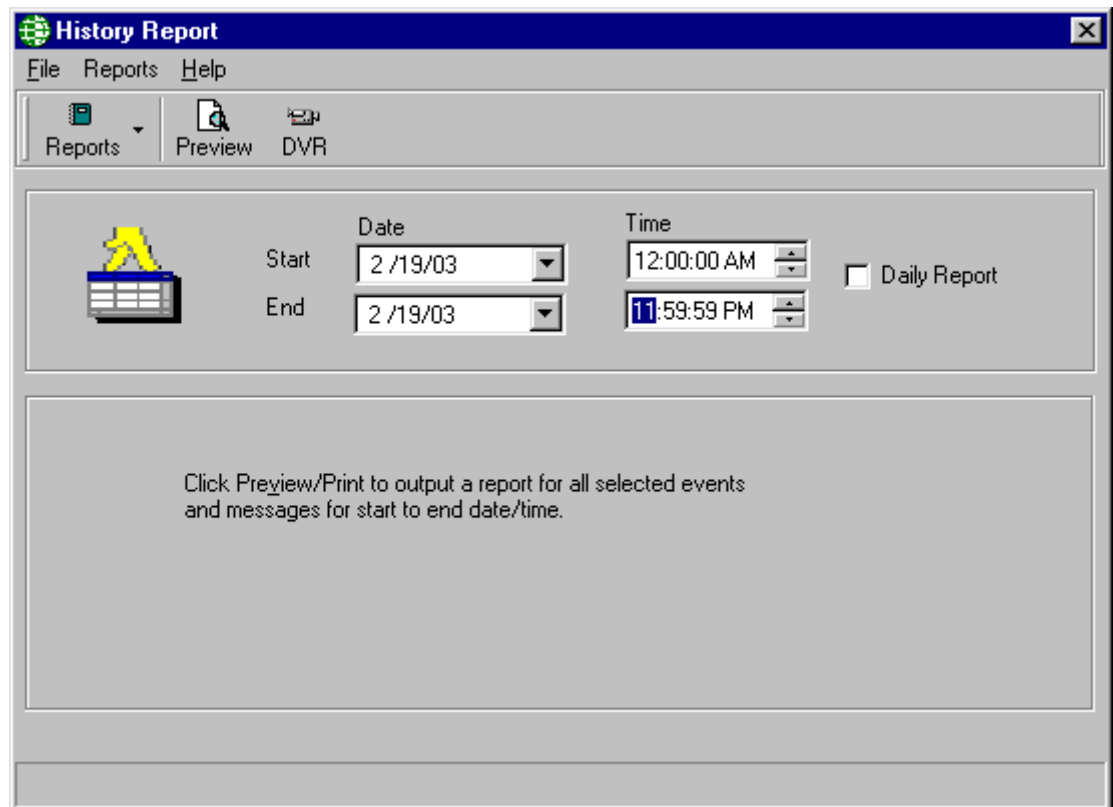 History Report
File Reports Help
Reports Preview DVR
Date Time
Start 2 /19/03 12:00:00 AM Daily Report
End 2 /19/03 11:59:59 PM
Click Preview/Print to output a report for all selected events
and messages for start to end date/time.